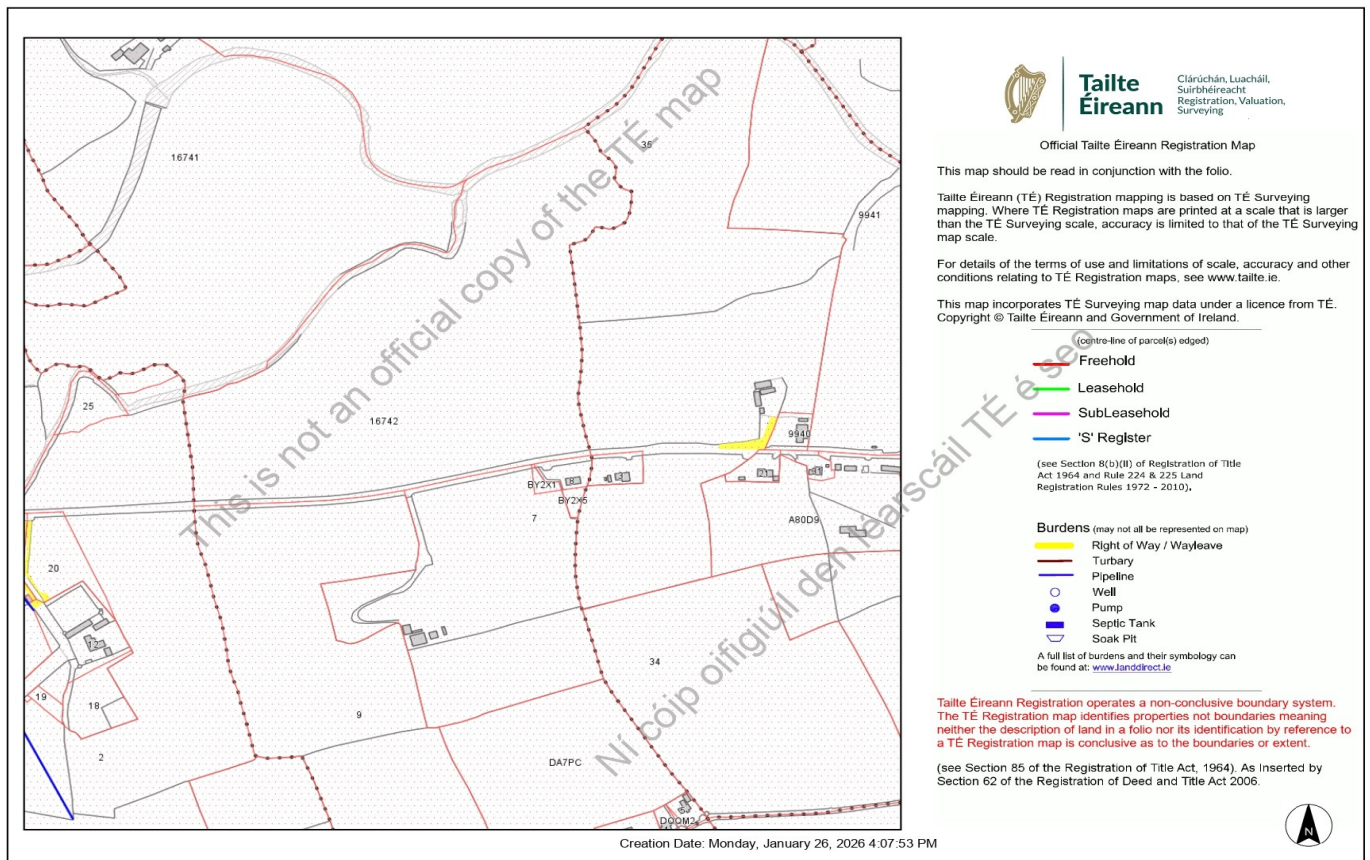 16741
35
9941
25
16742
9940
BY2X1
8
3
BY2X5
7
A80D9
20
12
34
19
18
9
2
DA7PC
5
DOOM2
This is not an official copy of the TÉ map
Ní cóip oifigiúil den léarscáil TÉ é seo
Tailte
Éireann
Clárúchán, Luacháil,
Suirbhéireacht
Registration, Valuation,
Surveying
Official Tailte Éireann Registration Map
This map should be read in conjunction with the folio.
Tailte Éireann (TÉ) Registration mapping is based on TÉ Surveying
mapping. Where TÉ Registration maps are printed at a scale that is larger
than the TÉ Surveying scale, accuracy is limited to that of the TÉ Surveying
map scale.
For details of the terms of use and limitations of scale, accuracy and other
conditions relating to TÉ Registration maps, see www.tailte.ie.
This map incorporates TÉ Surveying map data under a licence from TÉ.
Copyright © Tailte Éireann and Government of Ireland.
(centre-line of parcel(s) edged)
Freehold
Leasehold
SubLeasehold
'S' Register
(see Section 8(b)(II) of Registration of Title
Act 1964 and Rule 224 & 225 Land
Registration Rules 1972 - 2010).
Burdens (may not all be represented on map)
Right of Way / Wayleave
Turbary
Pipeline
Well
Pump
Septic Tank
Soak Pit
A full list of burdens and their symbology can
be found at: www.landdirect.ie
Tailte Éireann Registration operates a non-conclusive boundary system.
The TÉ Registration map identifies properties not boundaries meaning
neither the description of land in a folio nor its identification by reference to
a TÉ Registration map is conclusive as to the boundaries or extent.
(see Section 85 of the Registration of Title Act, 1964). As Inserted by
Section 62 of the Registration of Deed and Title Act 2006.
N
Creation Date: Monday, January 26, 2026 4:07:53 PM